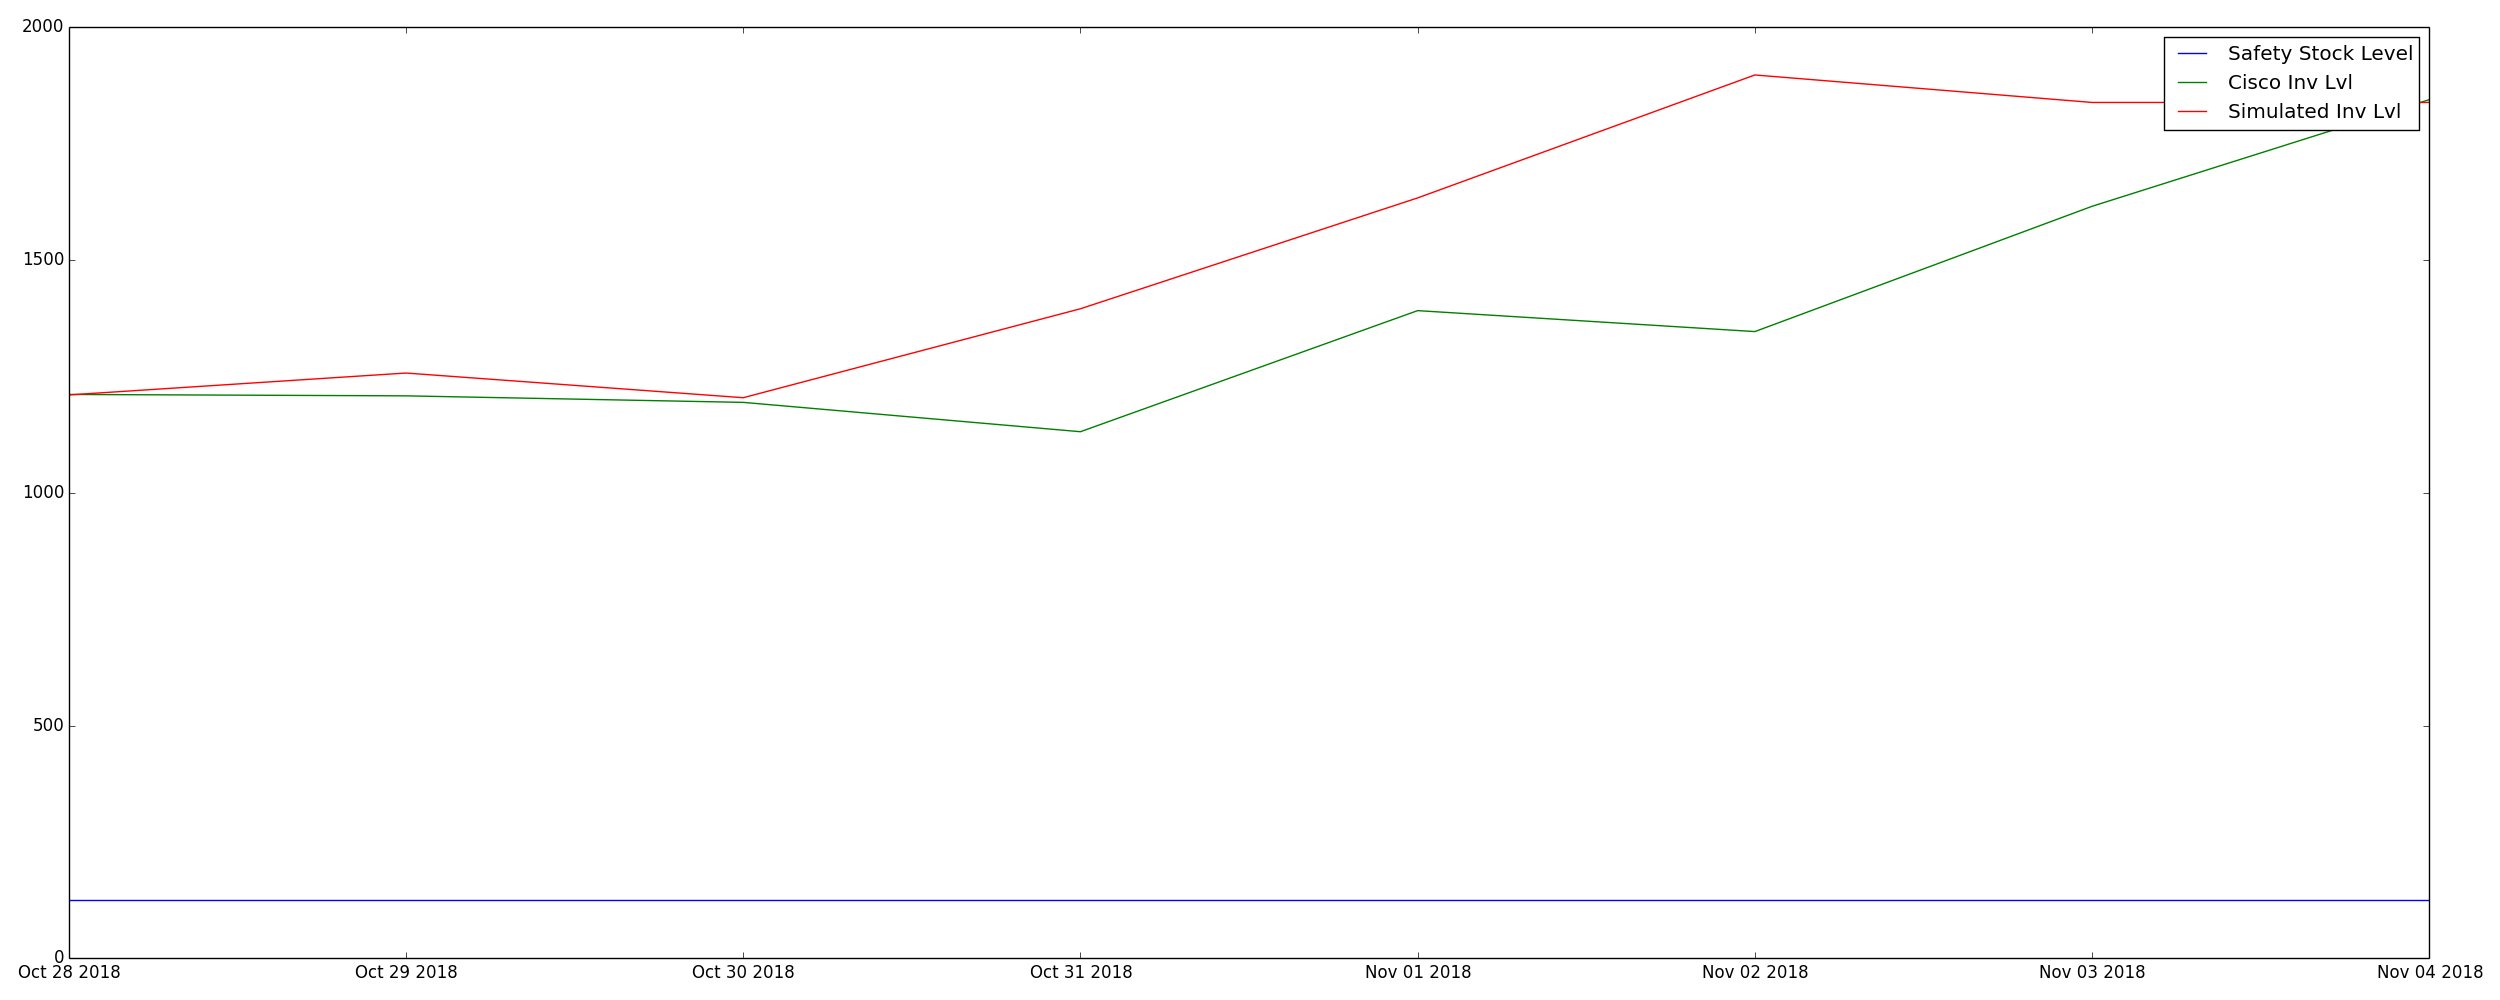 2000
Safety Stock Level
Cisco Inv Lvl
Simulated Inv Lvl
1500
1000
500
0
Oct 28 2018 Oct 29 2018 Oct 30 2018 Oct 31 2018 Nov 01 2018 Nov 02 2018 Nov 03 2018 Nov 04 2018